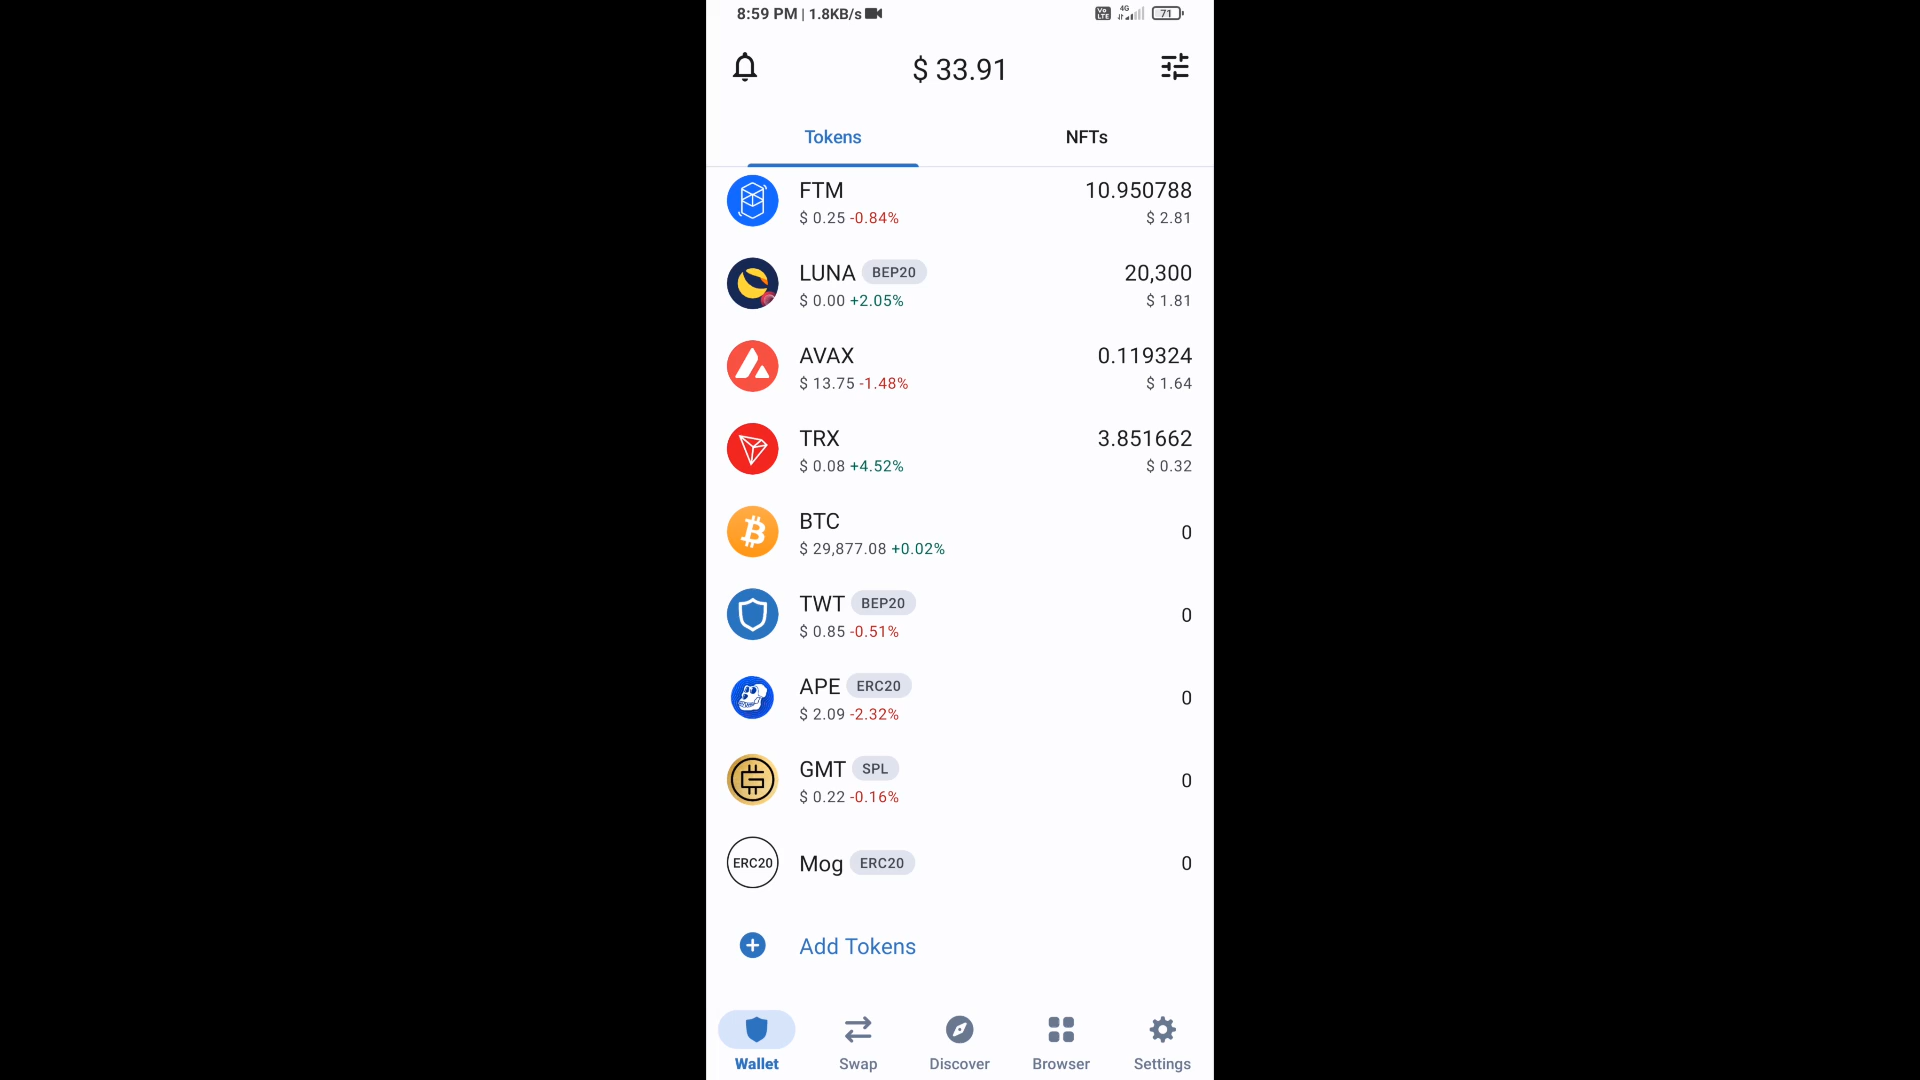 8:59 PM | 1.8KB/s
Vo LTE 4G 71
$ 33.91
Tokens NFTs
FTM 10.950788
$ 0.25 -0.84% $ 2.81
LUNA BEP20 20,300
$ 0.00 +2.05% $ 1.81
AVAX 0.119324
$ 13.75 -1.48% $ 1.64
TRX 3.851662
$ 0.08 +4.52% $ 0.32
BTC 0
$ 29,877.08 +0.02%
TWT BEP20 0
$ 0.85 -0.51%
APE ERC20 0
$ 2.09 -2.32%
GMT SPL 0
$ 0.22 -0.16%
ERC20 Mog ERC20 0
Add Tokens
Wallet Swap Discover Browser Settings